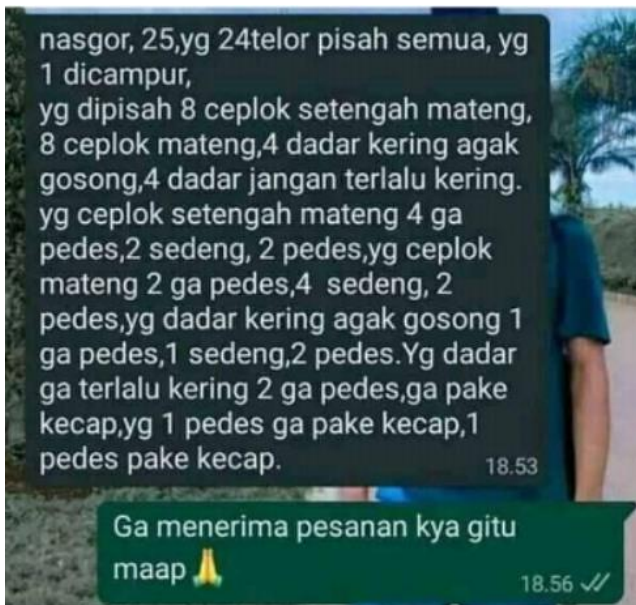 nasgor, 25,yg 24telor pisah semua, yg
1 dicampur,
yg dipisah 8 ceplok setengah mateng,
8 ceplok mateng,4 dadar kering agak
gosong,4 dadar jangan terlalu kering.
yg ceplok setengah mateng 4 ga
pedes,2 sedeng, 2 pedes,yg ceplok
mateng 2 ga pedes,4 sedeng, 2
pedes,yg dadar kering agak gosong 1
ga pedes,1 sedeng,2 pedes.Yg dadar
ga terlalu kering 2 ga pedes,ga pake
kecap,yg 1 pedes ga pake kecap,1
pedes pake kecap.
18.53
Ga menerima pesanan kya gitu
maap 🙏
18.56